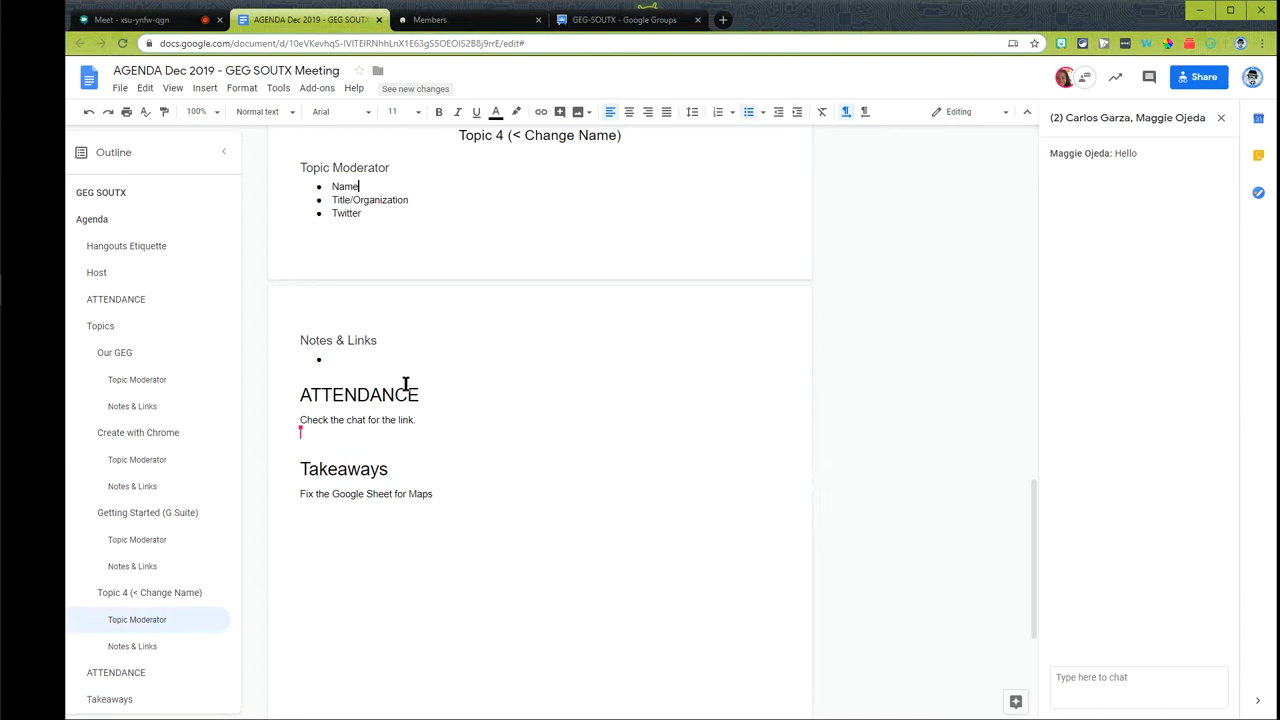 Meet - xsu-ynfw-qgn
AGENDA Dec 2019 - GEG SOUTX
Members
GEG-SOUTX - Google Groups
docs.google.com/document/d/10eVKevhqS-IVITEIRNhhLnX1E63gS5OEOIS2B8j9rrE/edit#
AGENDA Dec 2019 - GEG SOUTX Meeting
File Edit View Insert Format Tools Add-ons Help
See new changes
Share
100% Normal text Arial 11 B I U A Editing
Outline
GEG SOUTX
Agenda
Hangouts Etiquette
Host
ATTENDANCE
Topics
Our GEG
Topic Moderator
Notes & Links
Create with Chrome
Topic Moderator
Notes & Links
Getting Started (G Suite)
Topic Moderator
Notes & Links
Topic 4 (< Change Name)
Topic Moderator
Notes & Links
ATTENDANCE
Takeaways
Topic 4 (< Change Name)
Topic Moderator
● Name
● Title/Organization
● Twitter
Notes & Links
●
ATTENDANCE
Check the chat for the link.
Takeaways
Fix the Google Sheet for Maps
(2) Carlos Garza, Maggie Ojeda
Maggie Ojeda: Hello
Type here to chat